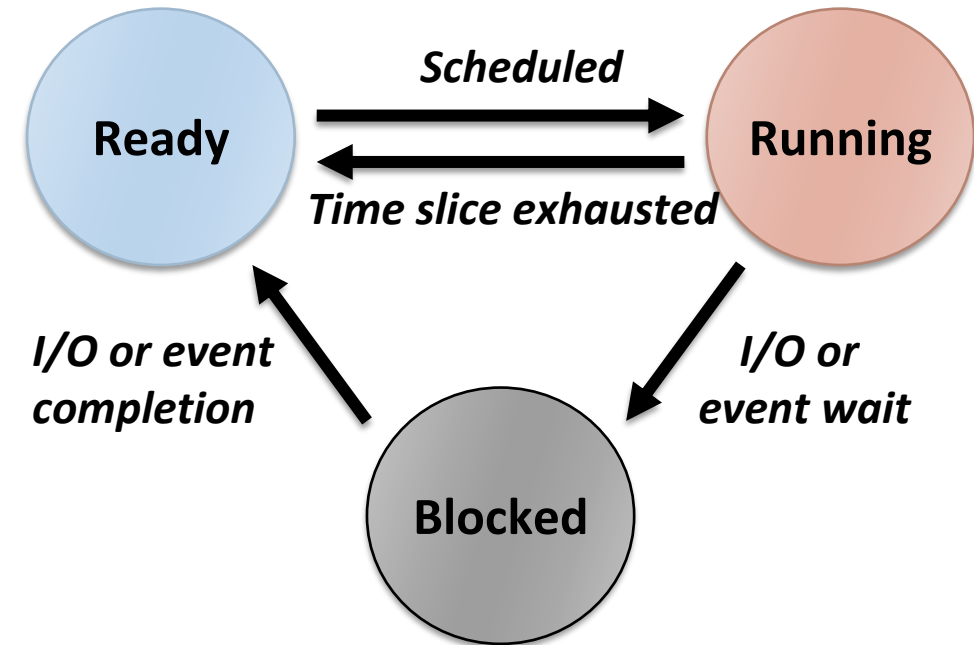 Scheduled
Ready
Running
Time slice exhausted
I/O or event
completion
I/O or
event wait
Blocked